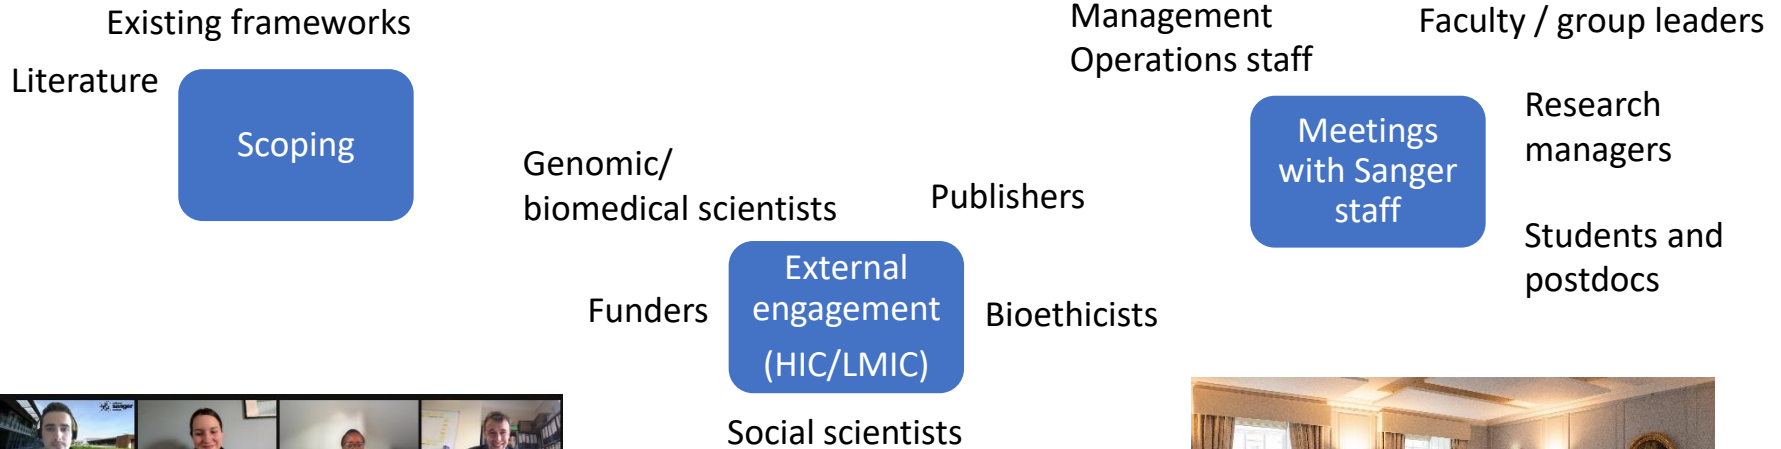 Existing frameworks
Literature
Scoping
Genomic/
biomedical scientists
Publishers
Funders
External
engagement
(HIC/LMIC)
Bioethicists
Social scientists
Management
Operations staff
Faculty / group leaders
Meetings
with Sanger
staff
Research
managers
Students and
postdocs
sanger